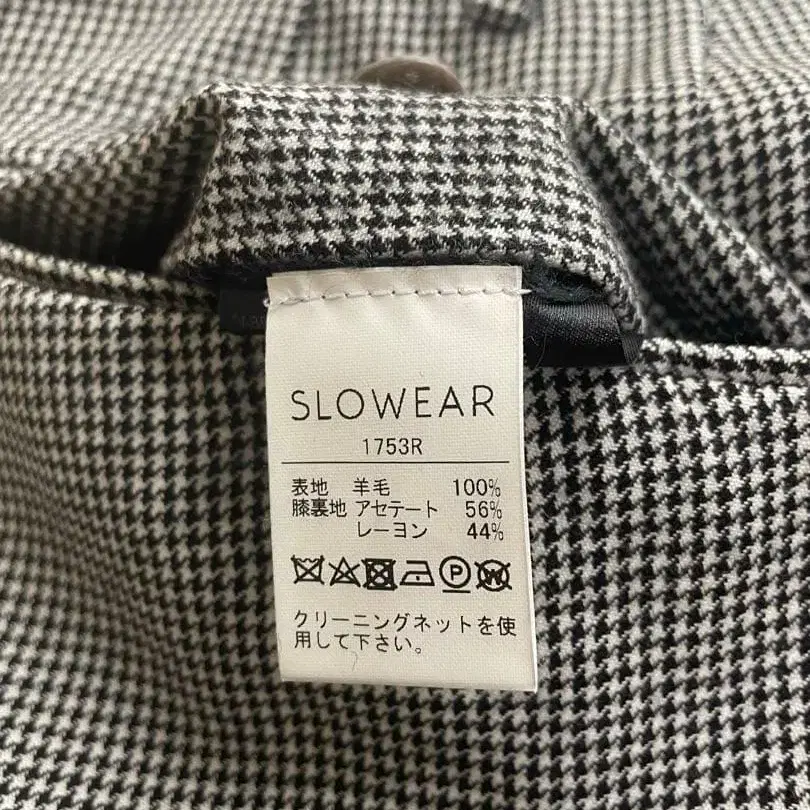 SLOWEAR
1753R
表地 羊毛 100%
膝裏地 アセテート 56%
レーヨン 44%
P W
クリーニングネットを使
用して下さい。